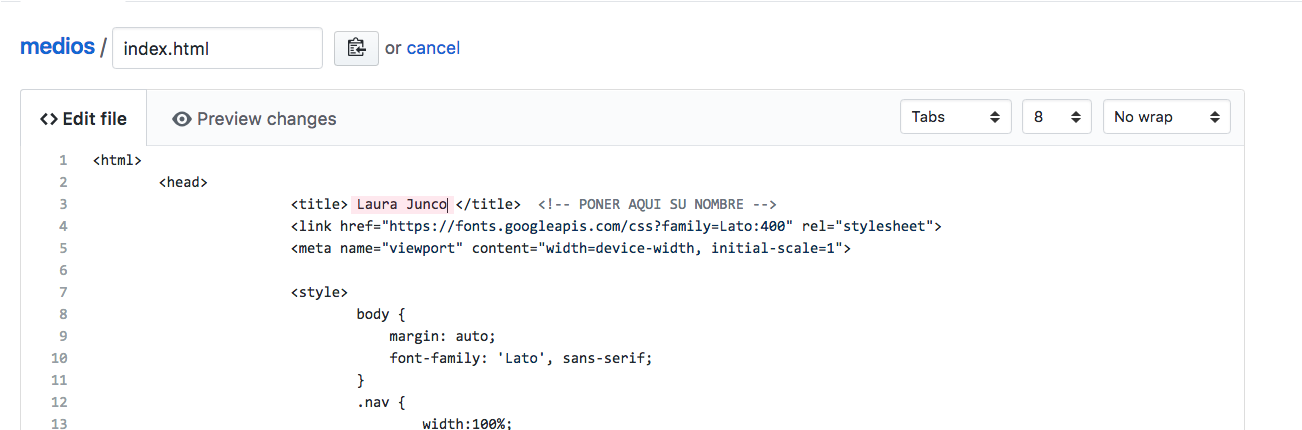 medios / index.html or cancel
<> Edit file Preview changes Tabs 8 No wrap
1 <html>
2 <head>
3 <title> Laura Junco </title> <!-- PONER AQUI SU NOMBRE -->
4 <link href="https://fonts.googleapis.com/css?family=Lato:400" rel="stylesheet">
5 <meta name="viewport" content="width=device-width, initial-scale=1">
6
7 <style>
8 body {
9 margin: auto;
10 font-family: 'Lato', sans-serif;
11 }
12 .nav {
13 width:100%;